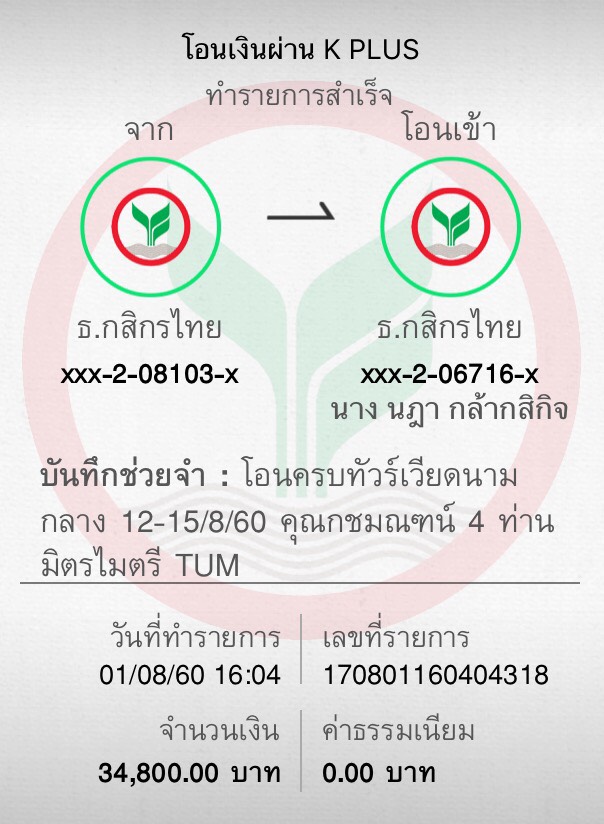 โอนเงินผ่าน K PLUS
ทำรายการสำเร็จ
จาก
โอนเข้า
ธ.กสิกรไทย
ธ.กสิกรไทย
xxx-2-08103-x
xxx-2-06716-x
นาง นฎา กล้ากสิกิจ
บันทึกช่วยจำ : โอนครบทัวร์เวียดนาม
กลาง 12-15/8/60 คุณกชมณฑน์ 4 ท่าน
มิตรไมตรี TUM
วันที่ทำรายการ
เลขที่รายการ
01/08/60 16:04
170801160404318
จำนวนเงิน
ค่าธรรมเนียม
34,800.00 บาท
0.00 บาท